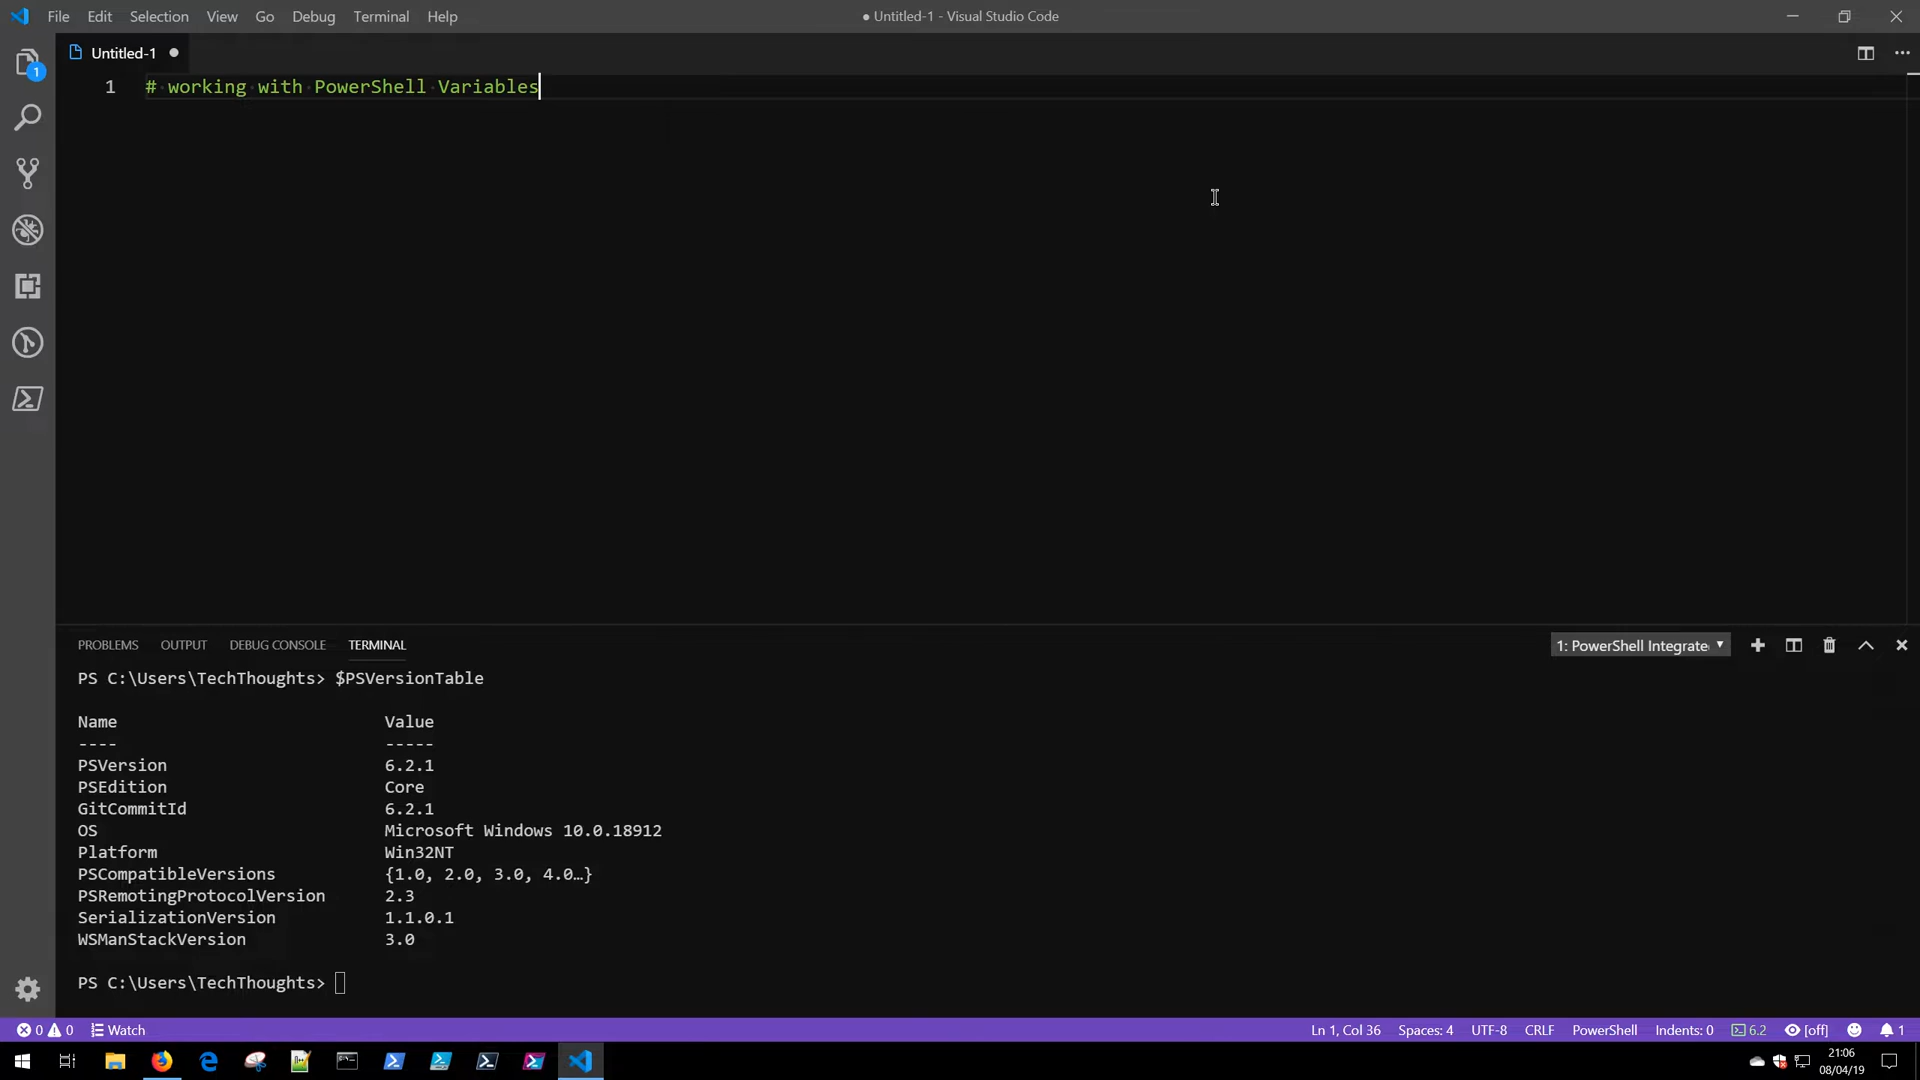 File Edit Selection View Go Debug Terminal Help
● Untitled-1 - Visual Studio Code
1
Untitled-1 ●
1 # working with PowerShell Variables
PROBLEMS OUTPUT DEBUG CONSOLE TERMINAL
1: PowerShell Integrate
PS C:\Users\TechThoughts> $PSVersionTable
Name Value
---- -----
PSVersion 6.2.1
PSEdition Core
GitCommitId 6.2.1
OS Microsoft Windows 10.0.18912
Platform Win32NT
PSCompatibleVersions {1.0, 2.0, 3.0, 4.0…}
PSRemotingProtocolVersion 2.3
SerializationVersion 1.1.0.1
WSManStackVersion 3.0
PS C:\Users\TechThoughts>
0 0 Watch
Ln 1, Col 36 Spaces: 4 UTF-8 CRLF PowerShell Indents: 0 6.2 [off] 1
21:06
08/04/19